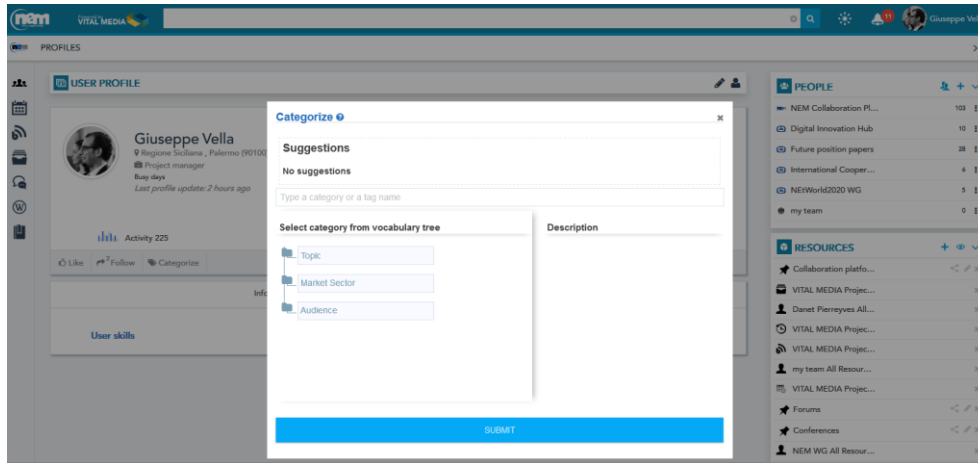 nem
VITAL MEDIA
11
Giuseppe Vel
nem PROFILES
USER PROFILE
Giuseppe Vella
Regione Siciliana , Palermo (90100)
Project manager
Busy days
Last profile update: 2 hours ago
Activity 225
Like 2 Follow Categorize
Info
User skills
Categorize
Suggestions
No suggestions
Type a category or a tag name
Select category from vocabulary tree
Description
Topic
Market Sector
Audience
SUBMIT
PEOPLE
NEM Collaboration Pl... 103
Digital Innovation Hub 10
Future position papers 28
International Cooper... 6
NEtWorld2020 WG 5
my team 0
RESOURCES
Collaboration platfo...
VITAL MEDIA Projec...
Danet Pierreyves All...
VITAL MEDIA Projec...
VITAL MEDIA Projec...
my team All Resour...
VITAL MEDIA Projec...
Forums
Conferences
NEM WG All Resour...